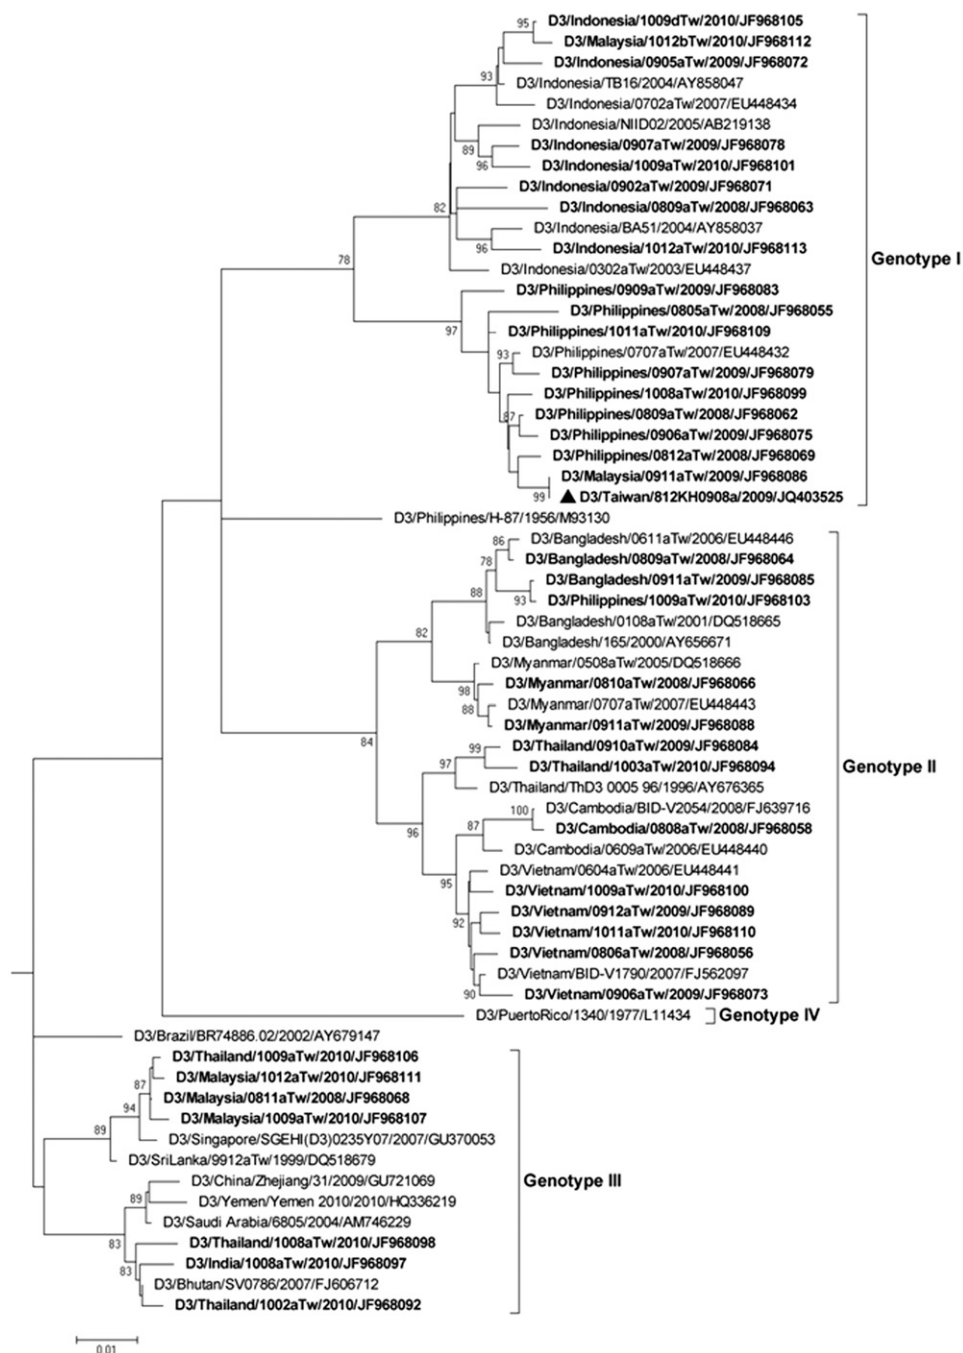 95
D3/Indonesia/1009dTw/2010/JF968105
D3/Malaysia/1012bTw/2010/JF968112
D3/Indonesia/0905aTw/2009/JF968072
93
D3/Indonesia/TB16/2004/AY858047
D3/Indonesia/0702aTw/2007/EU448434
D3/Indonesia/NIID02/2005/AB219138
89
D3/Indonesia/0907aTw/2009/JF968078
96
D3/Indonesia/1009aTw/2010/JF968101
D3/Indonesia/0902aTw/2009/JF968071
82
D3/Indonesia/0809aTw/2008/JF968063
D3/Indonesia/BA51/2004/AY858037
96
D3/Indonesia/1012aTw/2010/JF968113
Genotype I
78
D3/Indonesia/0302aTw/2003/EU448437
D3/Philippines/0909aTw/2009/JF968083
D3/Philippines/0805aTw/2008/JF968055
97
D3/Philippines/1011aTw/2010/JF968109
93
D3/Philippines/0707aTw/2007/EU448432
D3/Philippines/0907aTw/2009/JF968079
D3/Philippines/1008aTw/2010/JF968099
87
D3/Philippines/0809aTw/2008/JF968062
D3/Philippines/0906aTw/2009/JF968075
D3/Philippines/0812aTw/2008/JF968069
D3/Malaysia/0911aTw/2009/JF968086
99
D3/Taiwan/812KH0908a/2009/JQ403525
D3/Philippines/H-87/1956/M93130
86
D3/Bangladesh/0611aTw/2006/EU448446
78
D3/Bangladesh/0809aTw/2008/JF968064
D3/Bangladesh/0911aTw/2009/JF968085
88
93
D3/Philippines/1009aTw/2010/JF968103
D3/Bangladesh/0108aTw/2001/DQ518665
82
D3/Bangladesh/165/2000/AY656671
D3/Myanmar/0508aTw/2005/DQ518666
98
D3/Myanmar/0810aTw/2008/JF968066
88
D3/Myanmar/0707aTw/2007/EU448443
D3/Myanmar/0911aTw/2009/JF968088
84
99
D3/Thailand/0910aTw/2009/JF968084
97
D3/Thailand/1003aTw/2010/JF968094
Genotype II
D3/Thailand/ThD3 0005 96/1996/AY676365
100
D3/Cambodia/BID-V2054/2008/FJ639716
96
87
D3/Cambodia/0808aTw/2008/JF968058
D3/Cambodia/0609aTw/2006/EU448440
D3/Vietnam/0604aTw/2006/EU448441
95
D3/Vietnam/1009aTw/2010/JF968100
D3/Vietnam/0912aTw/2009/JF968089
92
D3/Vietnam/1011aTw/2010/JF968110
D3/Vietnam/0806aTw/2008/JF968056
D3/Vietnam/BID-V1790/2007/FJ562097
90
D3/Vietnam/0906aTw/2009/JF968073
D3/PuertoRico/1340/1977/L11434
Genotype IV
D3/Brazil/BR74886.02/2002/AY679147
D3/Thailand/1009aTw/2010/JF968106
87
D3/Malaysia/1012aTw/2010/JF968111
D3/Malaysia/0811aTw/2008/JF968068
94
D3/Malaysia/1009aTw/2010/JF968107
89
D3/Singapore/SGEHI(D3)0235Y07/2007/GU370053
D3/SriLanka/9912aTw/1999/DQ518679
D3/China/Zhejiang/31/2009/GU721069
Genotype III
89
D3/Yemen/Yemen 2010/2010/HQ336219
D3/Saudi Arabia/6805/2004/AM746229
83
D3/Thailand/1008aTw/2010/JF968098
83
D3/India/1008aTw/2010/JF968097
D3/Bhutan/SV0786/2007/FJ606712
D3/Thailand/1002aTw/2010/JF968092
0.01